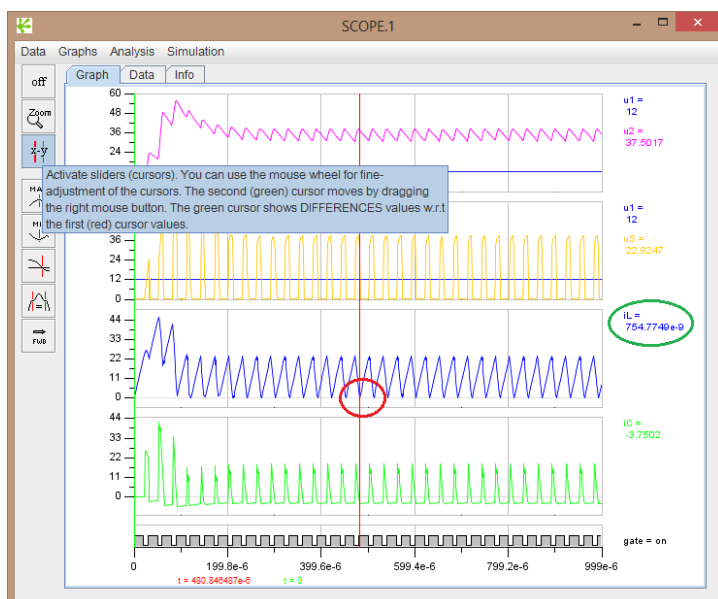 SCOPE.1
Data Graphs Analysis Simulation
off
Graph Data Info
Zoom
x-y
60
48
36
24
u1 =
12
u2 =
37.5017
Activate sliders (cursors). You can use the mouse wheel for fine-
adjustment of the cursors. The second (green) cursor moves by dragging
the right mouse button. The green cursor shows DIFFERENCES values w.r.t
the first (red) cursor values.
MA
MI
FWD
36
24
12
0
u1 =
12
uS =
22.8247
44
33
22
11
0
iL =
754.7749e-9
44
33
22
11
0
iC =
-3.7502
gate = on
0 199.8e-6 399.6e-6 599.4e-6 799.2e-6 999e-6
t = 480.846487e-6 t = 0